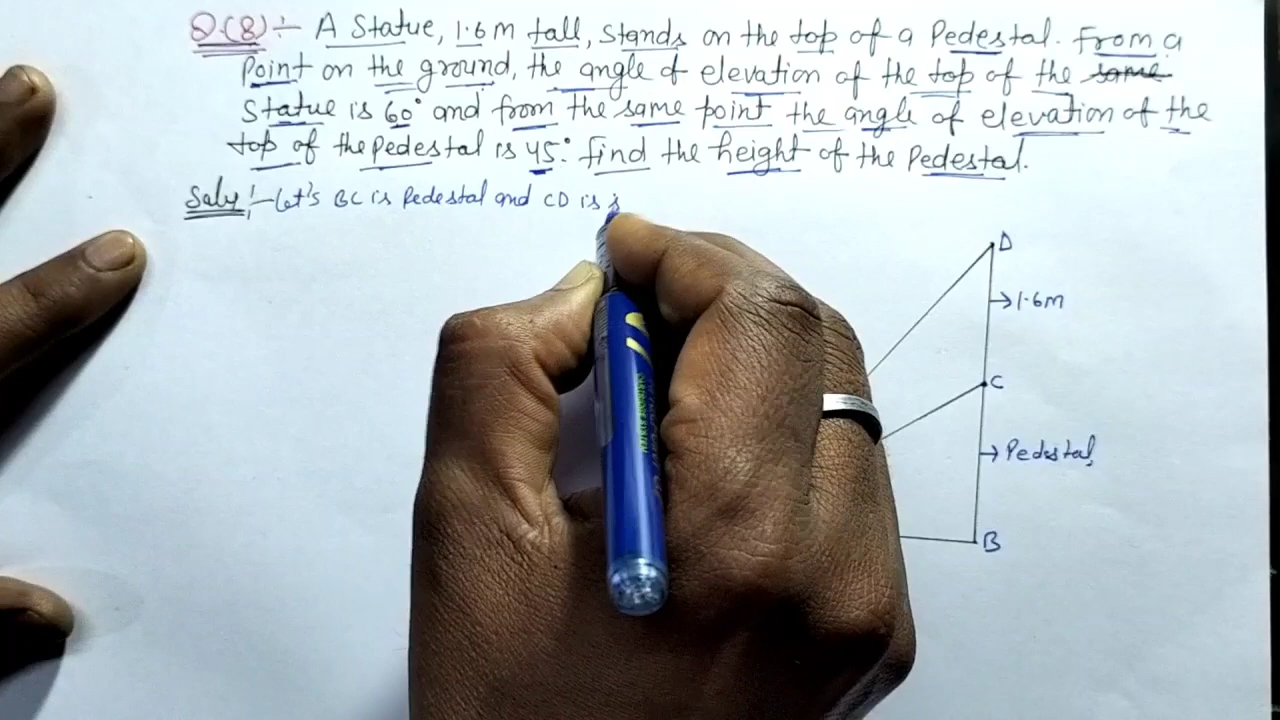 Q.(8):- A Statue, 1.6 m tall, stands on the top of a Pedestal. From a
Point on the ground, the angle of elevation of the top of the same
Statue is 60° and from the same point the angle of elevation of the
top of the Pedestal is 45°. find the height of the Pedestal.
Solu:- Let's BC is Pedestal and CD is
D
→1.6M
C
→ Pedestal,
B